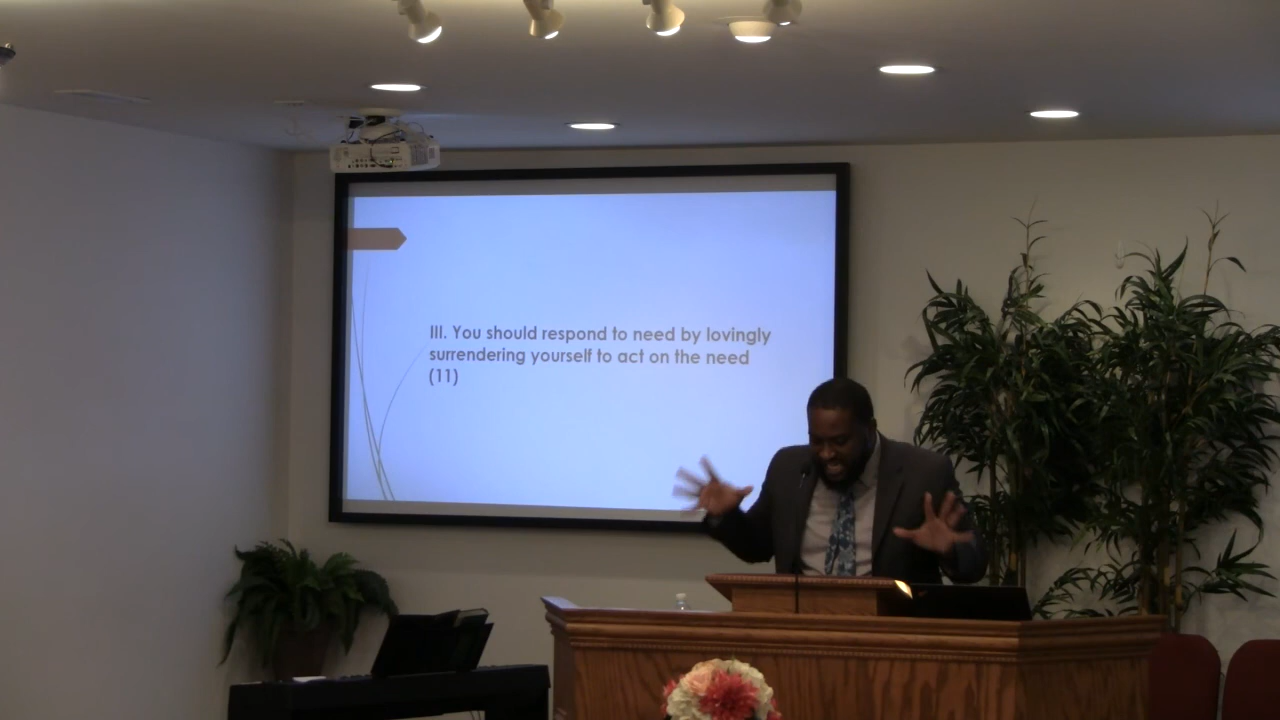 III. You should respond to need by lovingly
surrendering yourself to act on the need
(11)